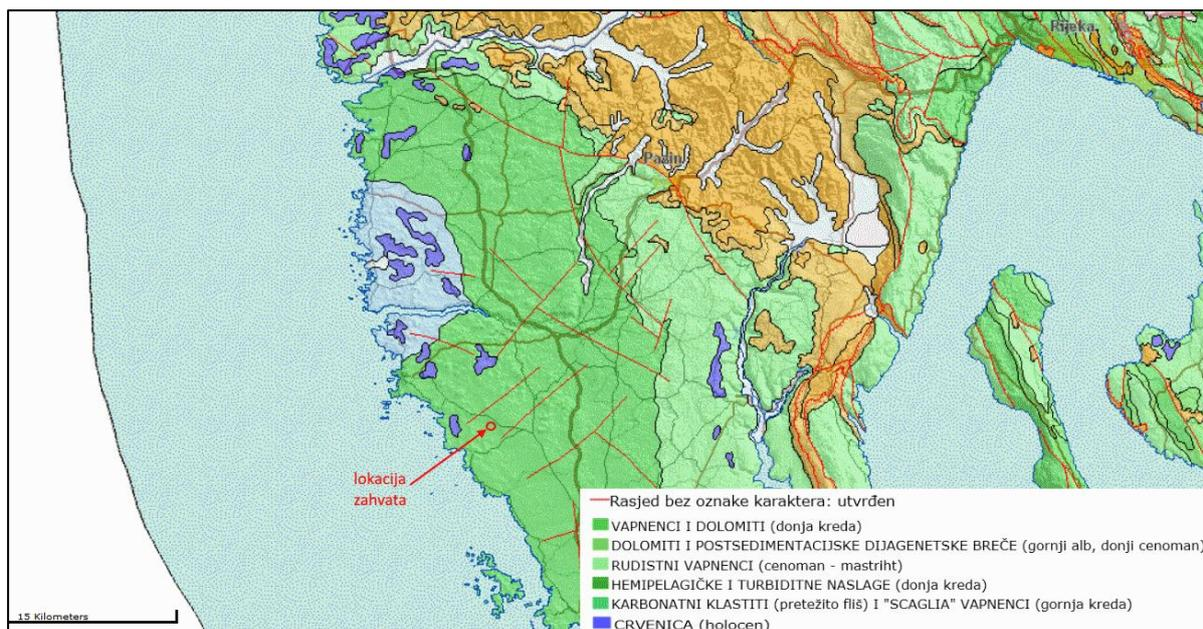 Rijeka
Pazin
lokacija
zahvata
Rasjed bez oznake karaktera: utvrđen
VAPNENCI I DOLOMITI (donja kreda)
DOLOMITI I POSTSEDIMENTACIJSKE DIJAGENETSKE BREČE (gornji alb, donji cenoman)
RUDISTNI VAPNENCI (cenoman - mastriht)
HEMIPELAGIČKE I TURBIDITNE NASLAGE (donja kreda)
KARBONATNI KLASTITI (pretežito fliš) I "SCAGLIA" VAPNENCI (gornja kreda)
CRVENICA (holocen)
15 Kilometers